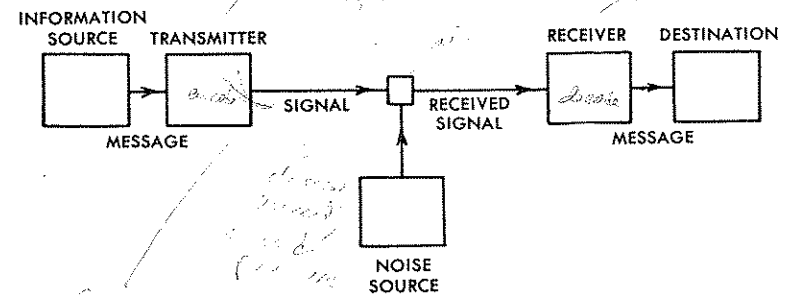 INFORMATION
SOURCE
TRANSMITTER
RECEIVER
DESTINATION
SIGNAL
RECEIVED
SIGNAL
MESSAGE
MESSAGE
NOISE
SOURCE